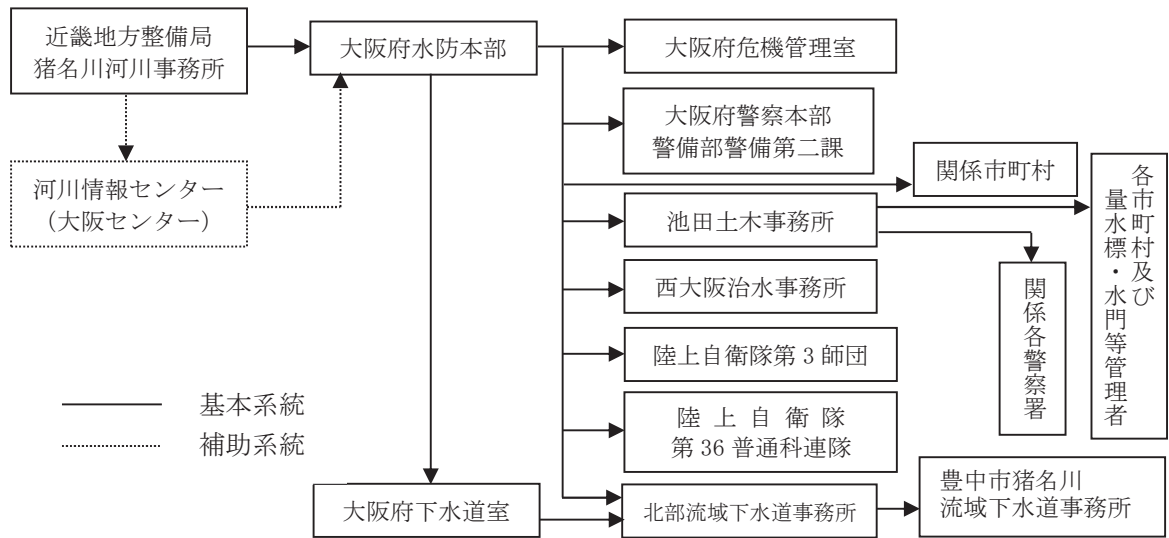 近畿地方整備局
猪名川河川事務所
大阪府水防本部
大阪府危機管理室
大阪府警察本部
警備部警備第二課
関係市町村
河川情報センター
（大阪センター）
池田土木事務所
各市町村及び
量水標・水門等管理者
西大阪治水事務所
関係各警察署
陸上自衛隊第３師団
基本系統
補助系統
陸上自衛隊
第 36 普通科連隊
大阪府下水道室
北部流域下水道事務所
豊中市猪名川
流域下水道事務所